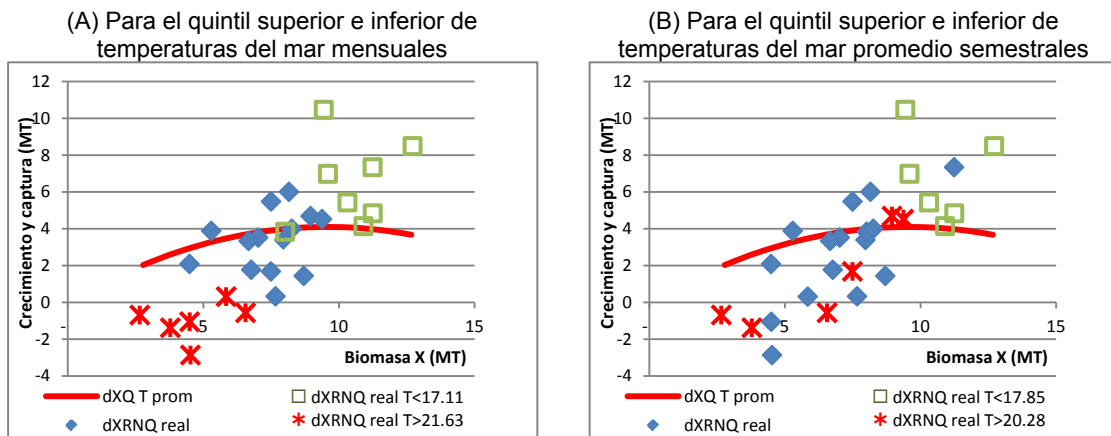 (A) Para el quintil superior e inferior de
temperaturas del mar mensuales
Crecimiento y captura (MT)
12
10
8
6
4
2
0
-2
-4
-
5
10
15
Biomasa X (MT)
dXQ T prom
dXRNQ real T<17.11
dXRNQ real
dXRNQ real T>21.63
(B) Para el quintil superior e inferior de
temperaturas del mar promedio semestrales
Crecimiento y captura (MT)
12
10
8
6
4
2
0
-2
-4
-
5
10
15
Biomasa X (MT)
dXQ T prom
dXRNQ real T<17.85
dXRNQ real
dXRNQ real T>20.28